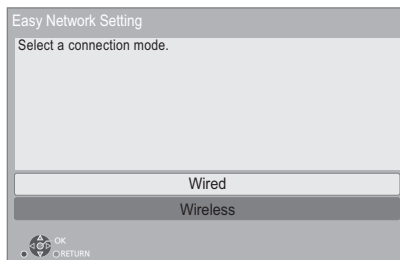 Easy Network Setting
Select a connection mode.
Wired
Wireless
OK
RETURN